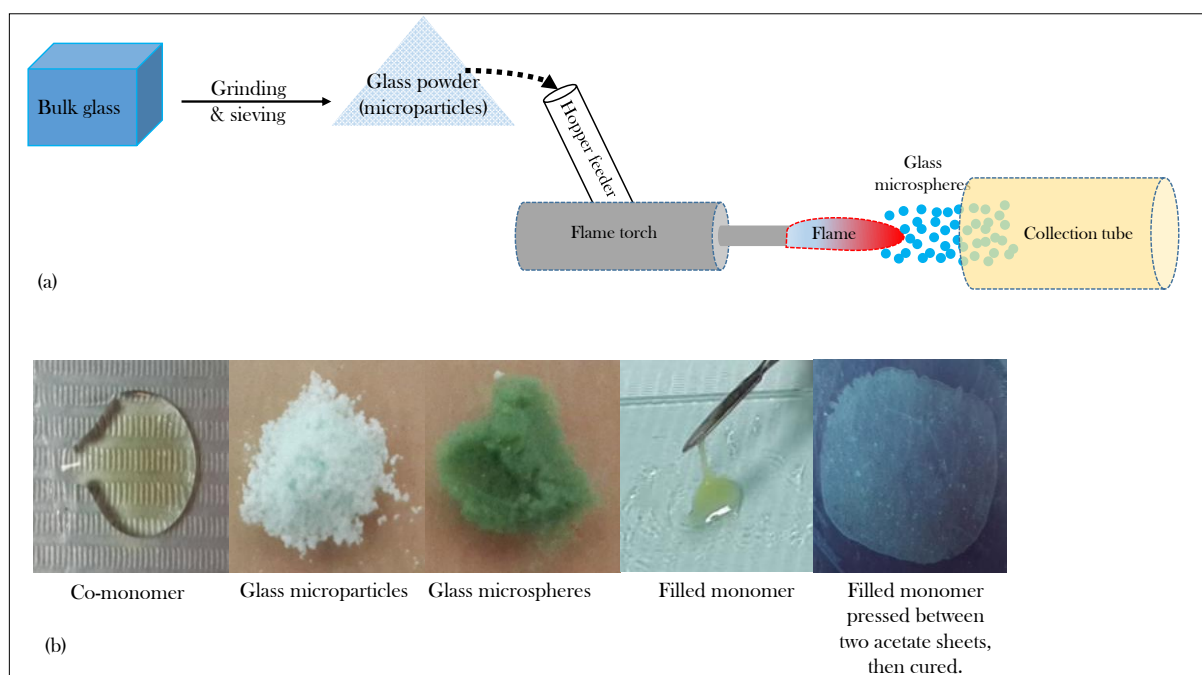 Bulk glass
Grinding
& sieving
Glass powder
(microparticles)
Hopper feeder
Flame torch
Flame
Glass
microspheres
Collection tube
(a)
Co-monomer
Glass microparticles
Glass microspheres
Filled monomer
Filled monomer
pressed between
two acetate sheets,
then cured.
(b)